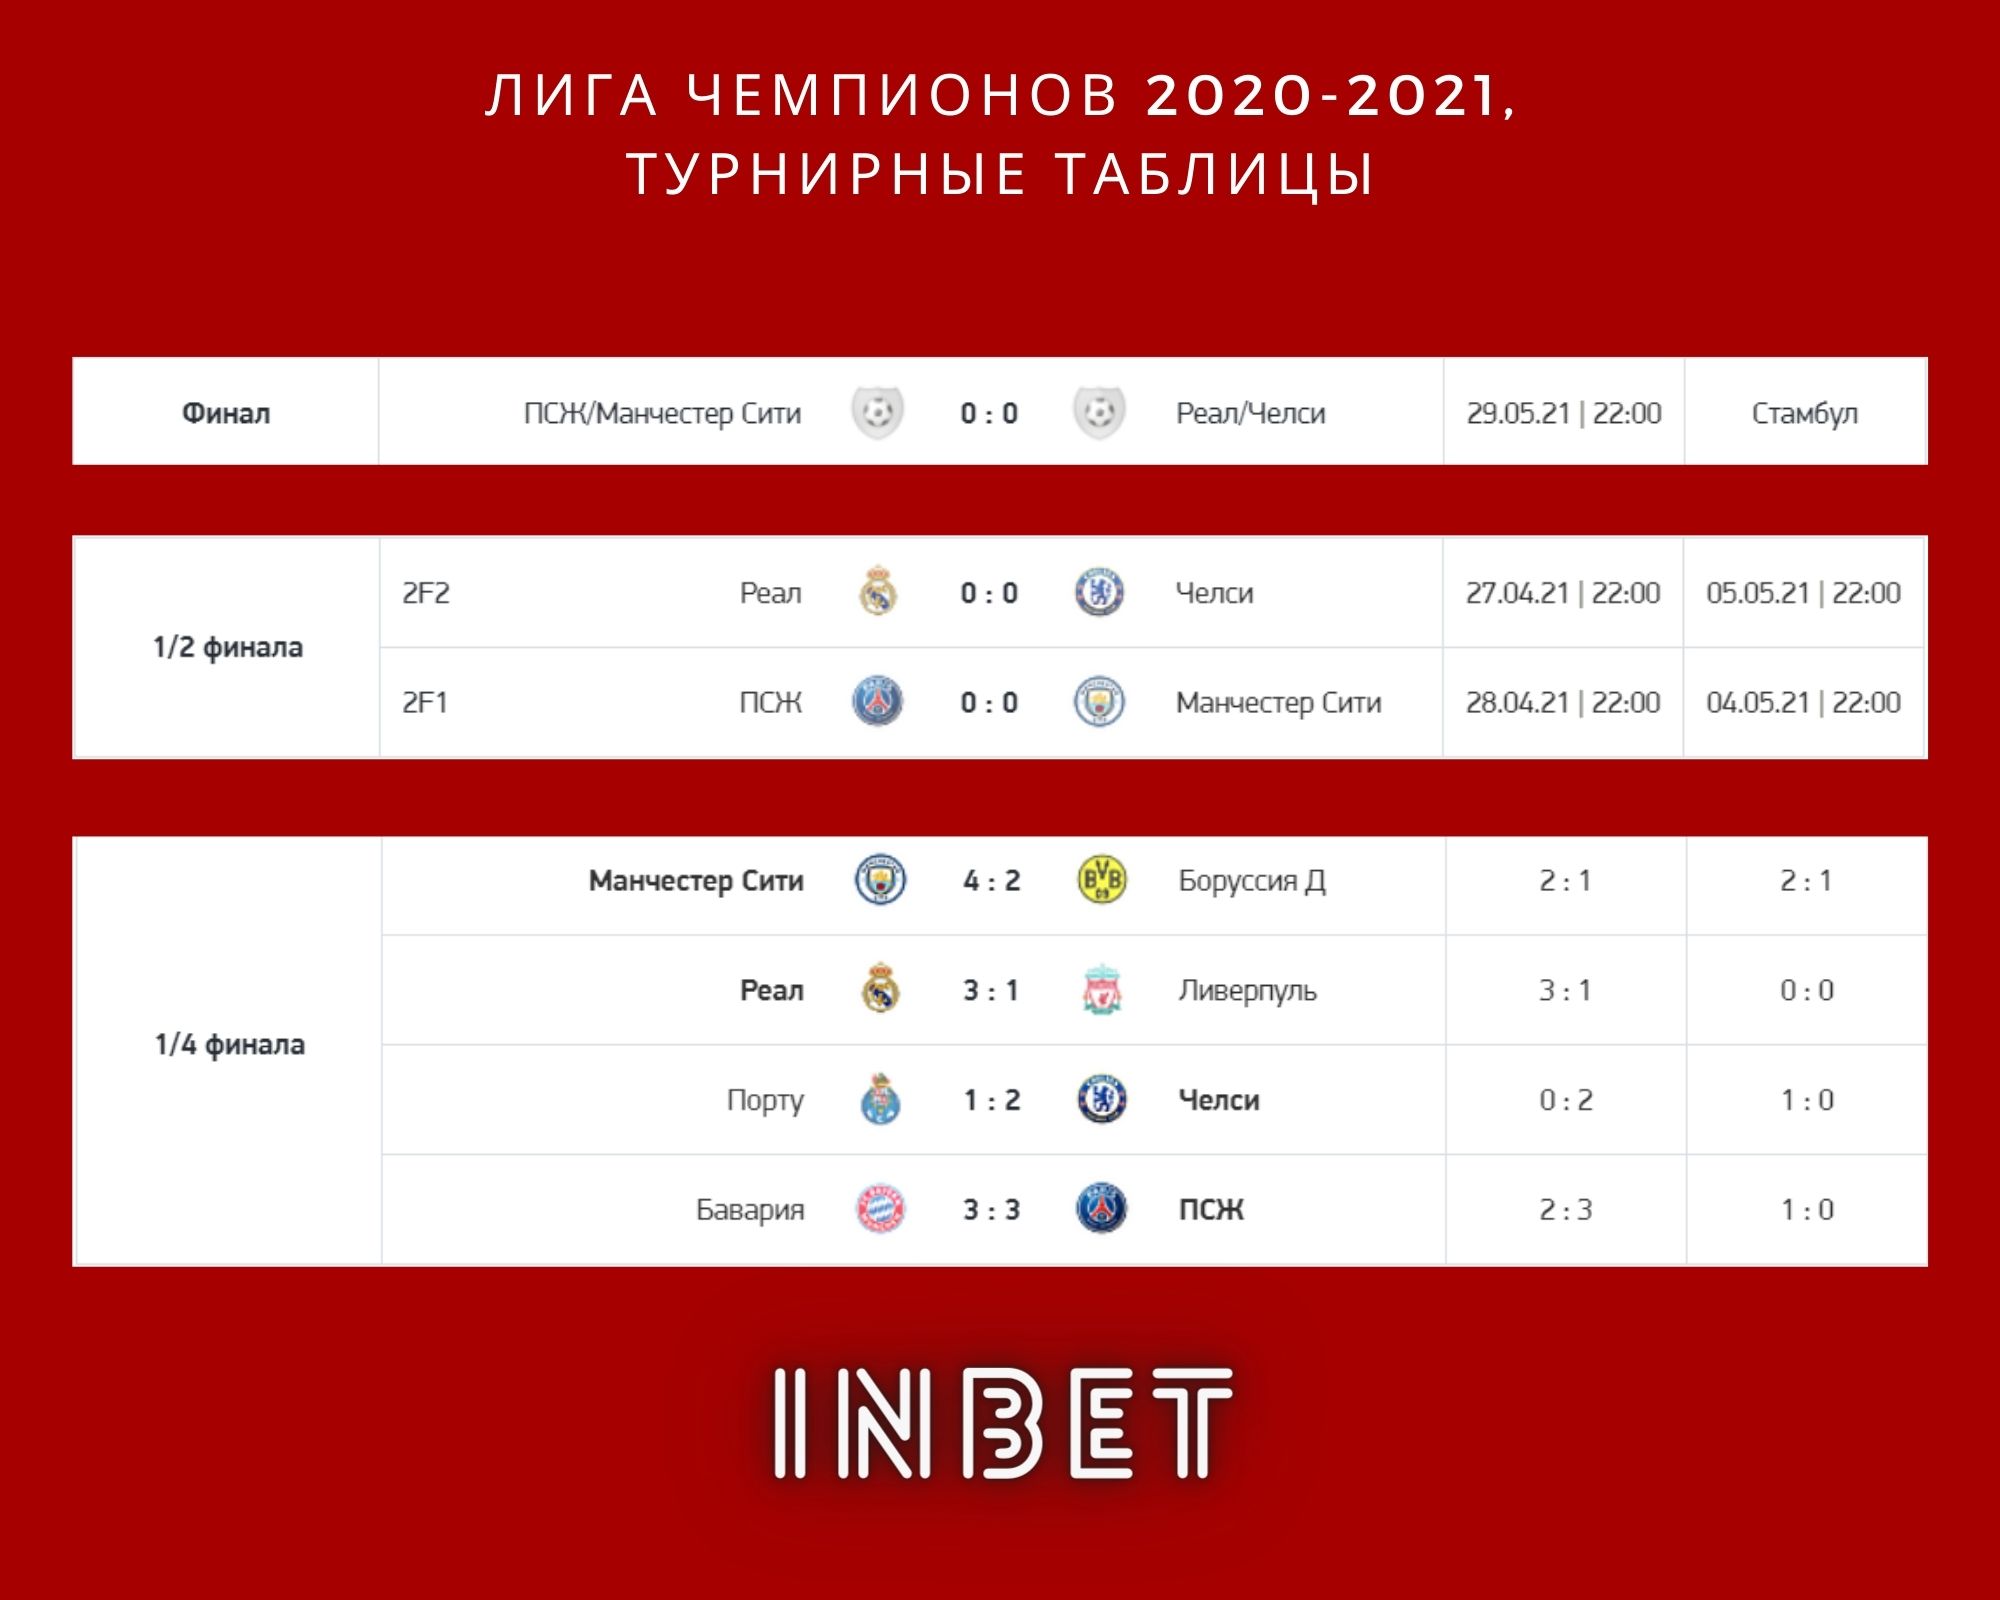 ЛИГА ЧЕМПИОНОВ 2020-2021,
ТУРНИРНЫЕ ТАБЛИЦЫ
Финал ПСЖ/Манчестер Сити 0 : 0 Реал/Челси 29.05.21 | 22:00 Стамбул
1/2 финала
2F2 Реал 0 : 0 Челси 27.04.21 | 22:00 05.05.21 | 22:00
2F1 ПСЖ 0 : 0 Манчестер Сити 28.04.21 | 22:00 04.05.21 | 22:00
1/4 финала
Манчестер Сити 4 : 2 Боруссия Д 2 : 1 2 : 1
Реал 3 : 1 Ливерпуль 3 : 1 0 : 0
Порту 1 : 2 Челси 0 : 2 1 : 0
Бавария 3 : 3 ПСЖ 2 : 3 1 : 0
INBET